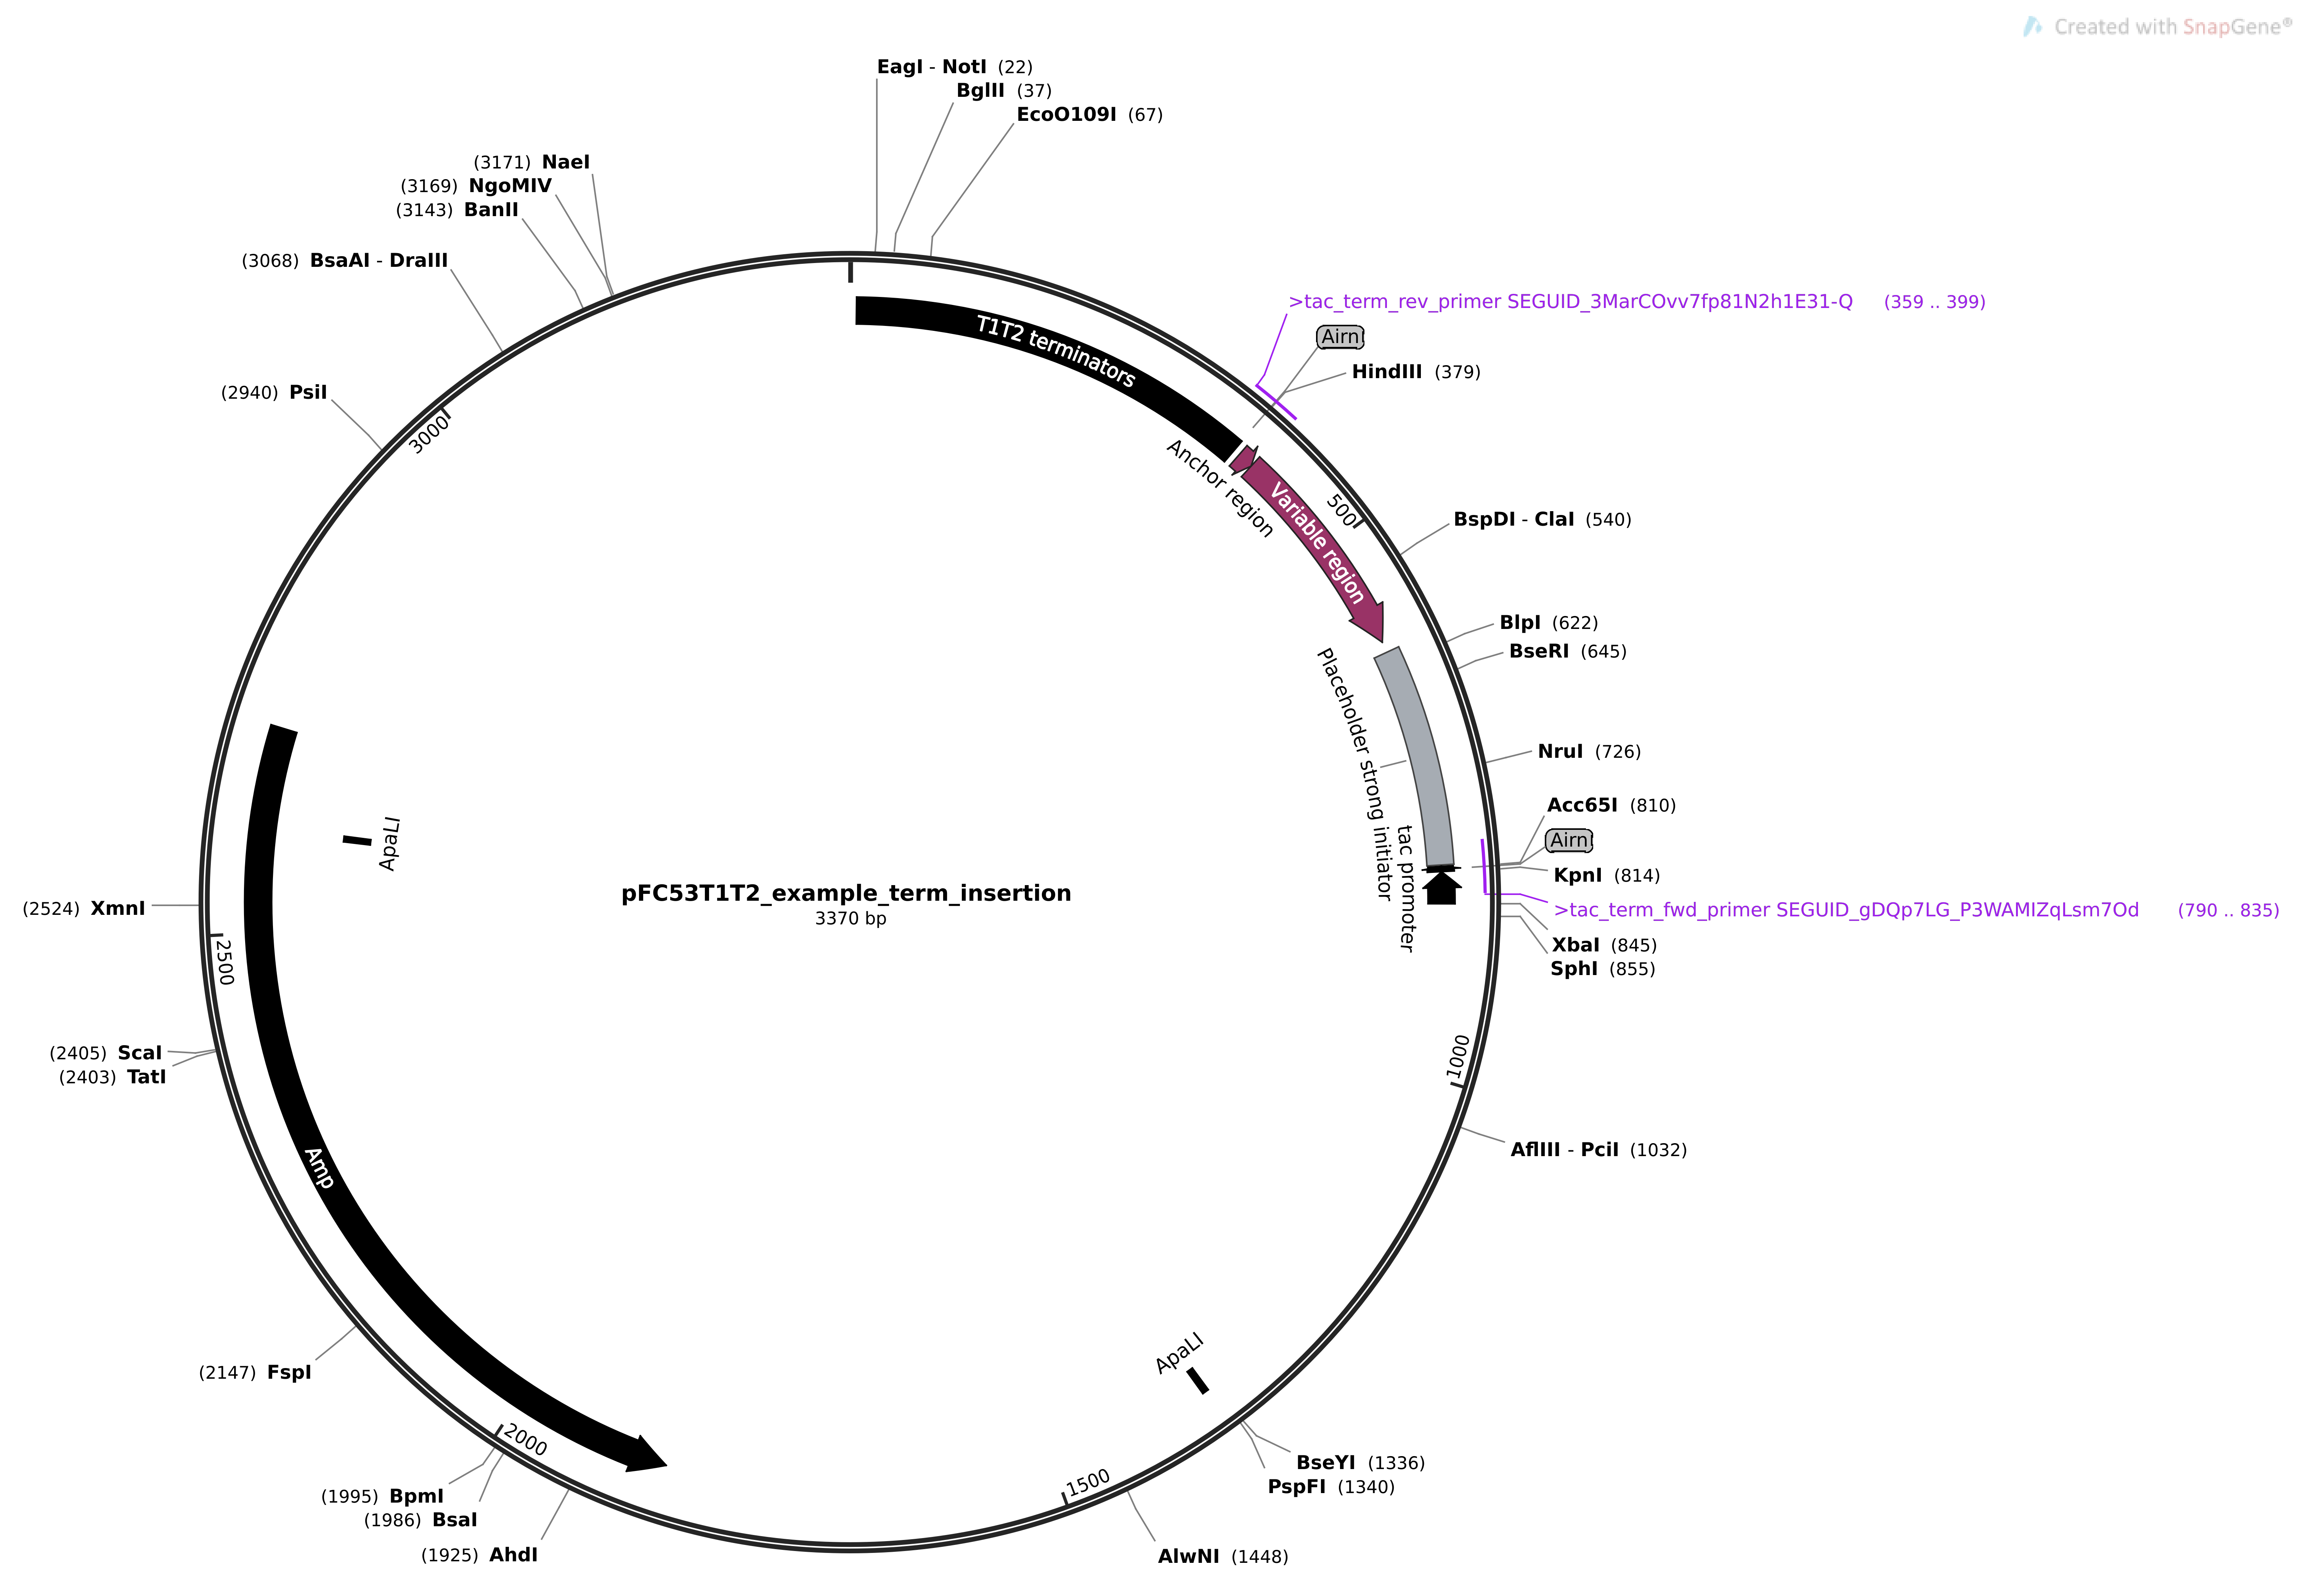 Created with SnapGene®
EagI - NotI (22)
BglII (37)
EcoO109I (67)
(3171) NaeI
(3169) NgoMIV
(3143) BanII
(3068) BsaAI - DraIII
(2940) PsiI
3000
T1T2 terminators
>tac_term_rev_primer SEGUID_3MarCOvv7fp81N2h1E31-Q (359 .. 399)
Airn
HindIII (379)
Anchor region
Variable region
500
BspDI - ClaI (540)
BlpI (622)
BseRI (645)
Placeholder strong initiator
NruI (726)
Acc65I (810)
Airn
KpnI (814)
tac promoter
>tac_term_fwd_primer SEGUID_gDQp7LG_P3WAMIZqLsm7Od (790 .. 835)
XbaI (845)
SphI (855)
pFC53T1T2_example_term_insertion
3370 bp
ApaLI
(2524) XmnI
2500
(2405) ScaI
(2403) TatI
Amp
1000
AflIII - PciI (1032)
ApaLI
(2147) FspI
2000
1500
BseYI (1336)
PspFI (1340)
(1995) BpmI
(1986) BsaI
(1925) AhdI
AlwNI (1448)